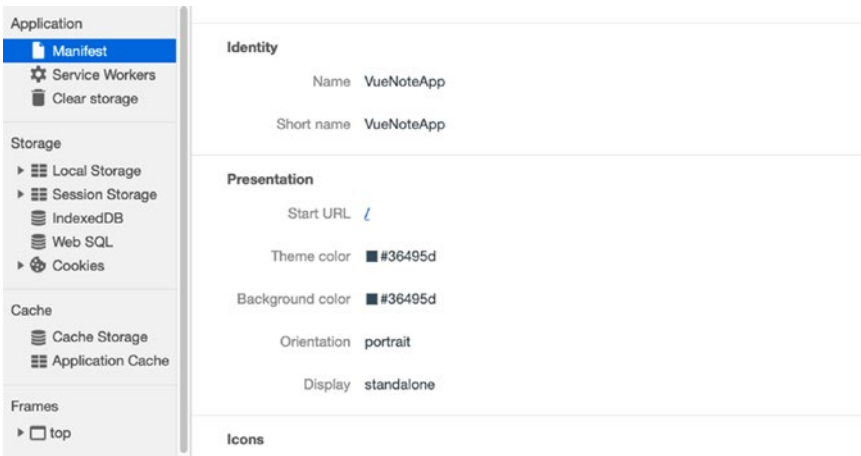 Application
Manifest
Service Workers
Clear storage
Storage
Local Storage
Session Storage
IndexedDB
Web SQL
Cookies
Cache
Cache Storage
Application Cache
Frames
top
Identity
Name VueNoteApp
Short name VueNoteApp
Presentation
Start URL /
Theme color #36495d
Background color #36495d
Orientation portrait
Display standalone
Icons